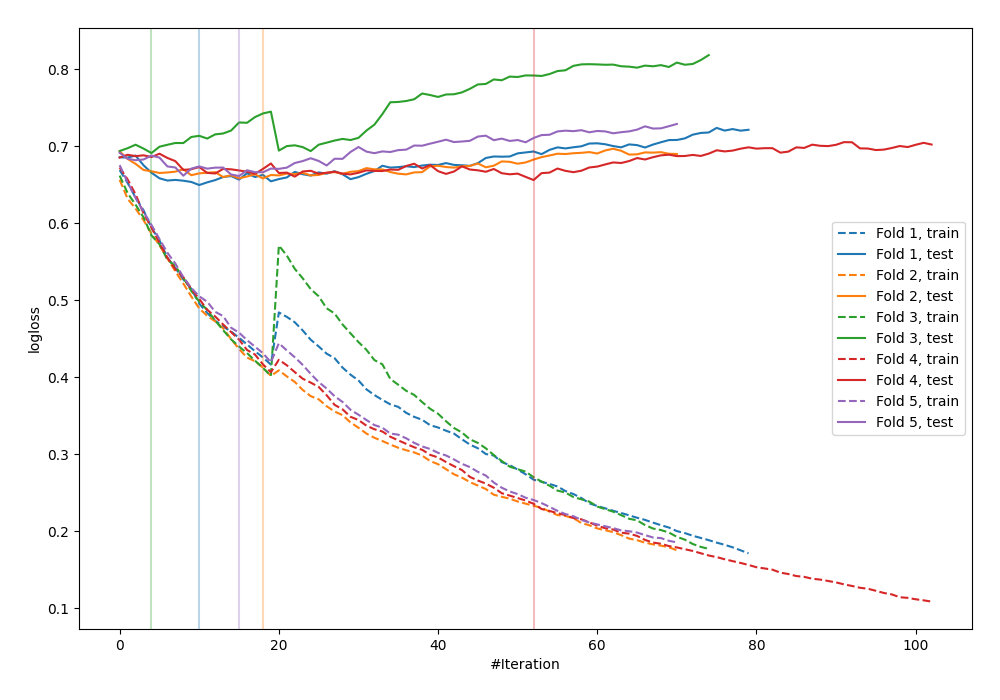 0.8
0.7
0.6
0.5
0.4
0.3
0.2
0.1
logloss
0
20
40
60
80
100
#Iteration
Fold 1, train
Fold 1, test
Fold 2, train
Fold 2, test
Fold 3, train
Fold 3, test
Fold 4, train
Fold 4, test
Fold 5, train
Fold 5, test